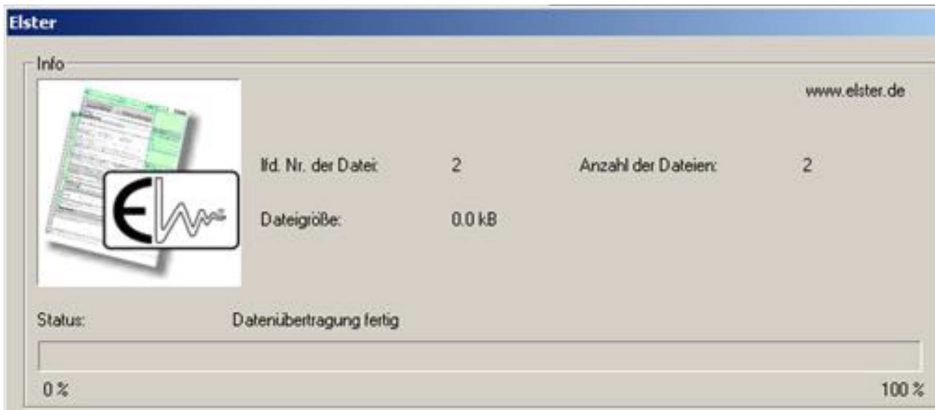 Elster
Info
www.elster.de
lfd. Nr. der Datei: 2 Anzahl der Dateien: 2
Dateigröße: 0.0 kB
Status: Datenübertragung fertig
0 % 100 %